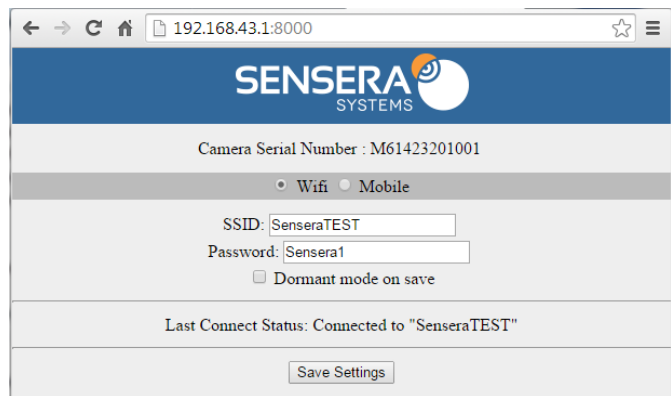 192.168.43.1:8000
SENSERA
SYSTEMS
Camera Serial Number : M61423201001
Wifi Mobile
SSID: SenseraTEST
Password: Sensera1
Dormant mode on save
Last Connect Status: Connected to "SenseraTEST"
Save Settings